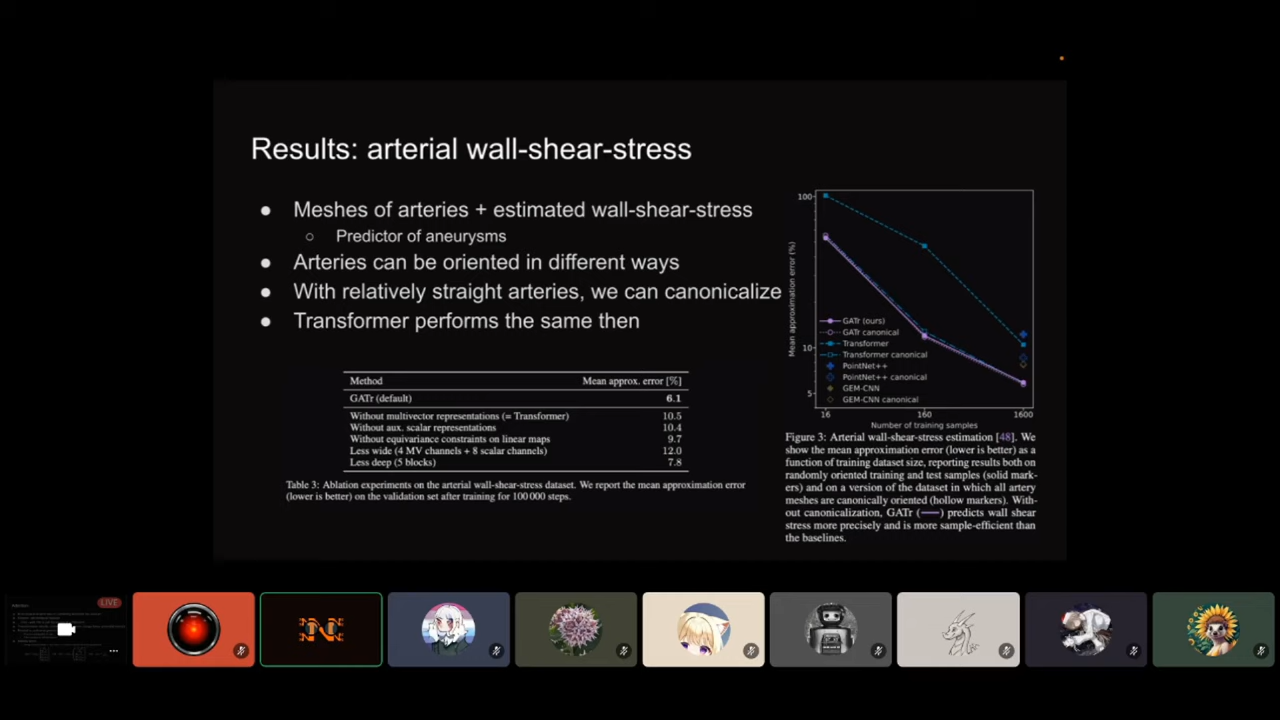 Results: arterial wall-shear-stress
● Meshes of arteries + estimated wall-shear-stress
○ Predictor of aneurysms
● Arteries can be oriented in different ways
● With relatively straight arteries, we can canonicalize
● Transformer performs the same then
Method Mean approx. error [%]
GATr (default) 6.1
Without multivector representations (= Transformer) 10.5
Without aux. scalar representations 10.4
Without equivariance constraints on linear maps 9.7
Less wide (4 MV channels + 8 scalar channels) 12.0
Less deep (5 blocks) 7.8
Table 3: Ablation experiments on the arterial wall-shear-stress dataset. We report the mean approximation error
(lower is better) on the validation set after training for 100 000 steps.
Mean approximation error (%)
100
10
5
GATr (ours)
GATr canonical
Transformer
Transformer canonical
PointNet++
PointNet++ canonical
GEM-CNN
GEM-CNN canonical
16 160 1600
Number of training samples
Figure 3: Arterial wall-shear-stress estimation [48]. We
show the mean approximation error (lower is better) as a
function of training dataset size, reporting results both on
randomly oriented training and test samples (solid mark-
ers) and on a version of the dataset in which all artery
meshes are canonically oriented (hollow markers). With-
out canonicalization, GATr (—) predicts wall shear
stress more precisely and is more sample-efficient than
the baselines.
LIVE